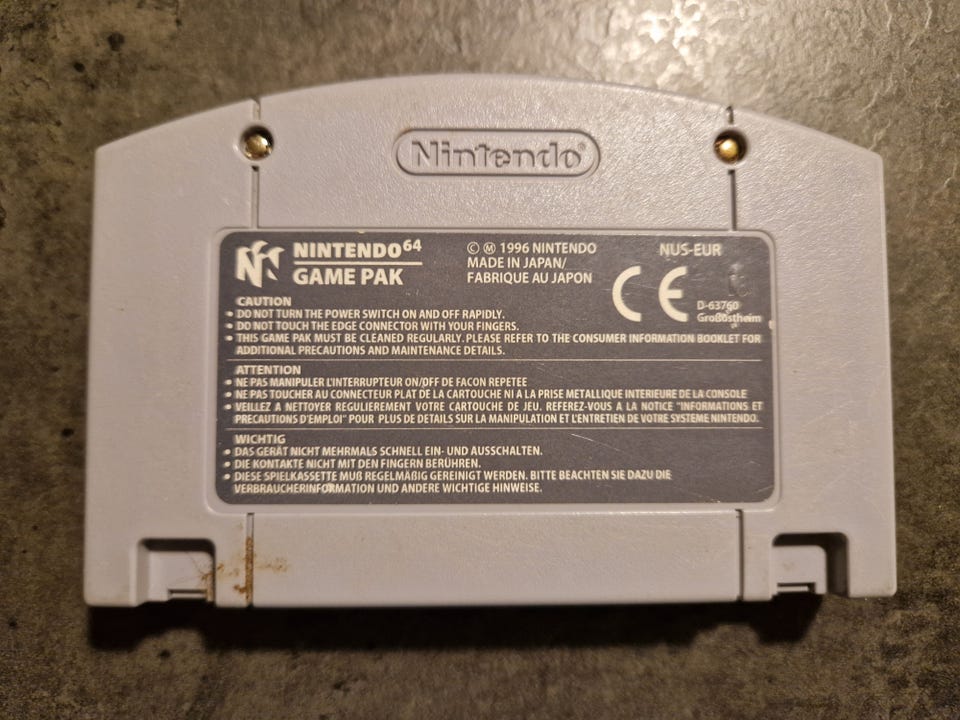 Nintendo®
NINTENDO 64
GAME PAK
© Ⓜ 1996 NINTENDO
MADE IN JAPAN/
FABRIQUE AU JAPON
NUS-EUR
CE
D-63760
Großostheim
CAUTION
• DO NOT TURN THE POWER SWITCH ON AND OFF RAPIDLY.
• DO NOT TOUCH THE EDGE CONNECTOR WITH YOUR FINGERS.
• THIS GAME PAK MUST BE CLEANED REGULARLY. PLEASE REFER TO THE CONSUMER INFORMATION BOOKLET FOR
ADDITIONAL PRECAUTIONS AND MAINTENANCE DETAILS.
ATTENTION
• NE PAS MANIPULER L'INTERRUPTEUR ON/OFF DE FACON REPETEE
• NE PAS TOUCHER AU CONNECTEUR PLAT DE LA CARTOUCHE NI A LA PRISE METALLIQUE INTERIEURE DE LA CONSOLE
• VEILLEZ A NETTOYER REGULIEREMENT VOTRE CARTOUCHE DE JEU. REFEREZ-VOUS A LA NOTICE "INFORMATIONS ET
PRECAUTIONS D'EMPLOI" POUR PLUS DE DETAILS SUR LA MANIPULATION ET L'ENTRETIEN DE VOTRE SYSTEME NINTENDO.
WICHTIG
• DAS GERÄT NICHT MEHRMALS SCHNELL EIN- UND AUSSCHALTEN.
• DIE KONTAKTE NICHT MIT DEN FINGERN BERÜHREN.
• DIESE SPIELKASSETTE MUß REGELMÄßIG GEREINIGT WERDEN. BITTE BEACHTEN SIE DAZU DIE
VERBRAUCHERINFORMATION UND ANDERE WICHTIGE HINWEISE.